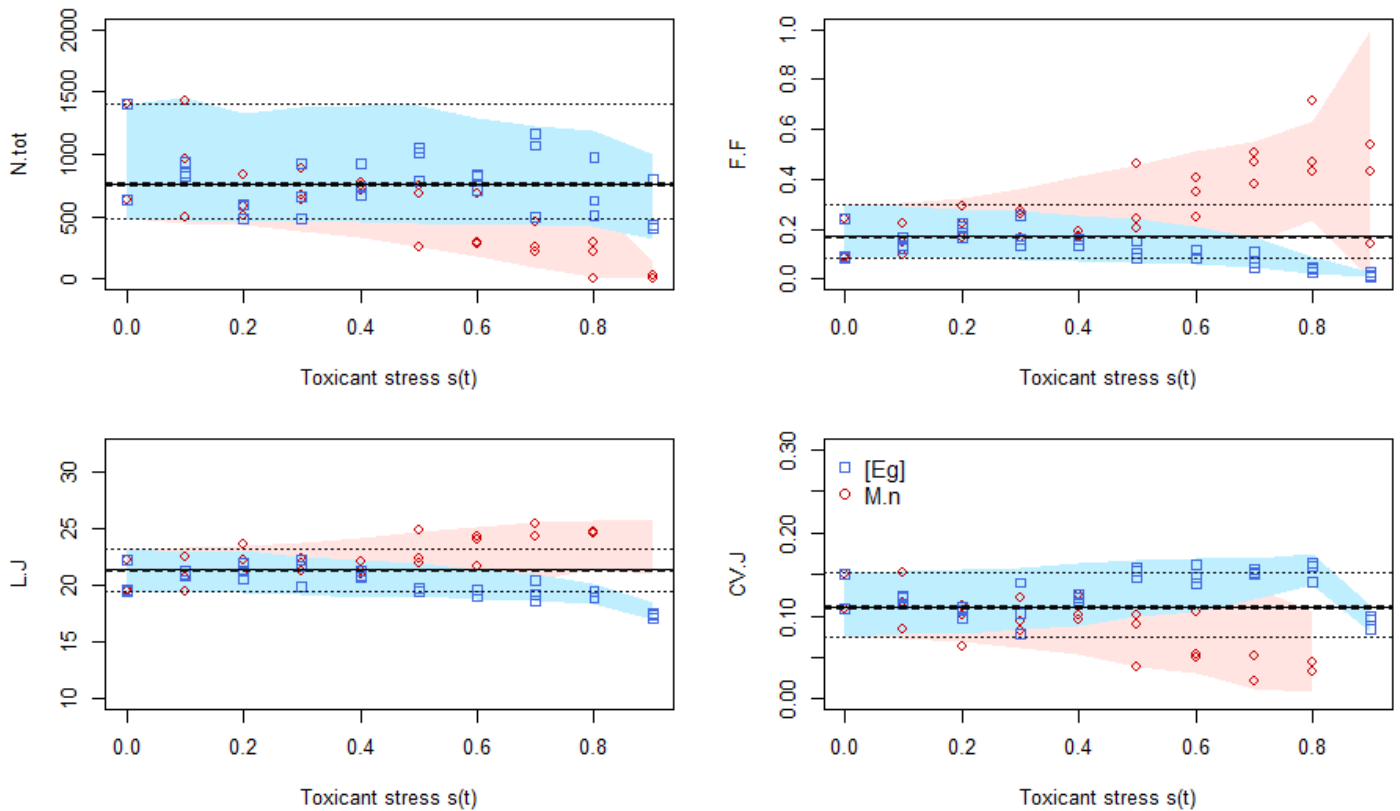 N.tot
2000
1500
1000
500
0
0.0 0.2 0.4 0.6 0.8
Toxicant stress s(t)
F.F
1.0
0.8
0.6
0.4
0.2
0.0
0.0 0.2 0.4 0.6 0.8
Toxicant stress s(t)
L.J
30
25
20
15
10
0.0 0.2 0.4 0.6 0.8
Toxicant stress s(t)
CV.J
0.30
0.20
0.10
0.00
[Eg]
M.n
0.0 0.2 0.4 0.6 0.8
Toxicant stress s(t)